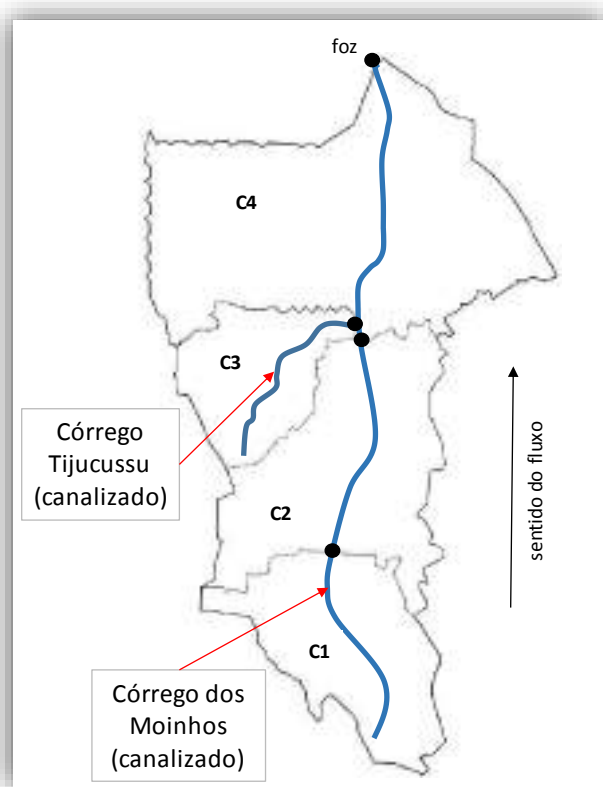 foz
C4
C3
Córrego
Tijucussu
(canalizado)
sentido do fluxo
C2
C1
Córrego dos
Moinhos
(canalizado)